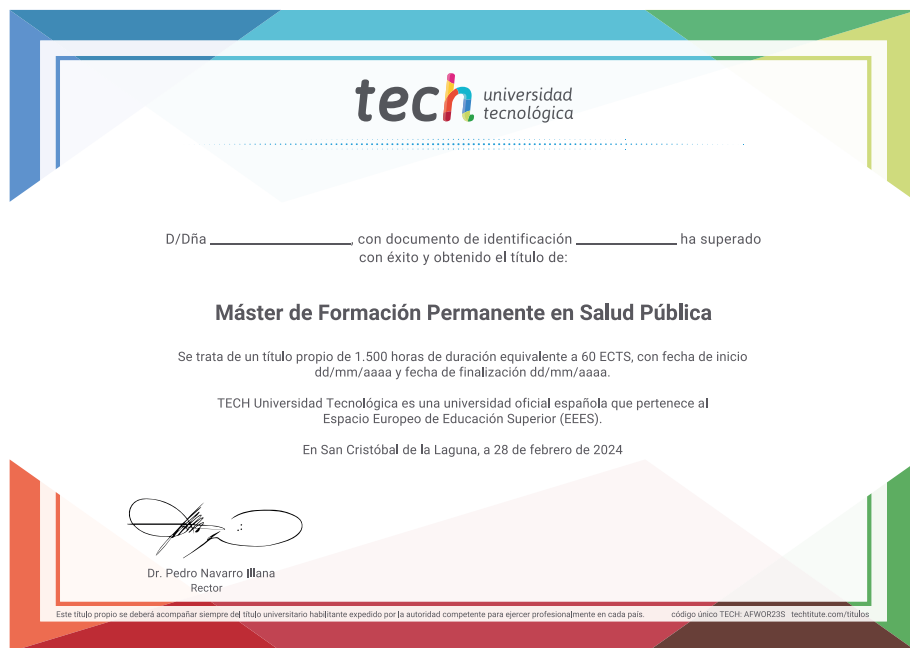 tech universidad
tecnológica
D/Dña ________________, con documento de identificación ____________ ha superado
con éxito y obtenido el título de:
Máster de Formación Permanente en Salud Pública
Se trata de un título propio de 1.500 horas de duración equivalente a 60 ECTS, con fecha de inicio
dd/mm/aaaa y fecha de finalización dd/mm/aaaa.
TECH Universidad Tecnológica es una universidad oficial española que pertenece al
Espacio Europeo de Educación Superior (EEES).
En San Cristóbal de la Laguna, a 28 de febrero de 2024
Dr. Pedro Navarro Illana
Rector
Este título propio se deberá acompañar siempre del título universitario habilitante expedido por la autoridad competente para ejercer profesionalmente en cada país. código único TECH: AFWOR23S techtitute.com/titulos